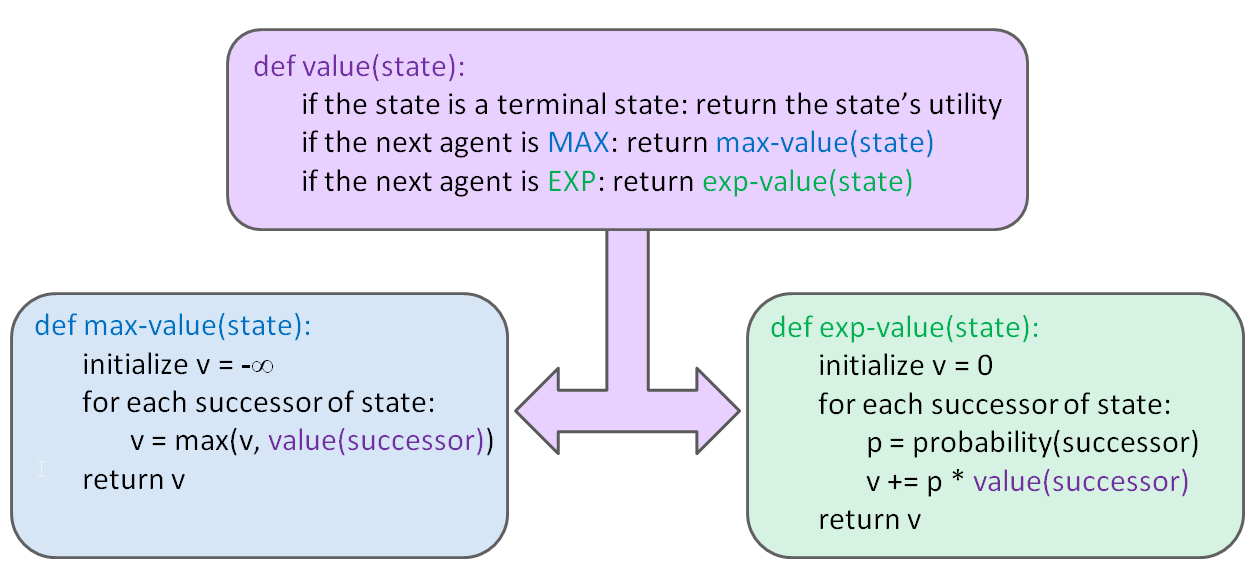 def value(state):
if the state is a terminal state: return the state’s utility
if the next agent is MAX: return max-value(state)
if the next agent is EXP: return exp-value(state)
def max-value(state):
initialize v = -∞
for each successor of state:
v = max(v, value(successor))
return v
def exp-value(state):
initialize v = 0
for each successor of state:
p = probability(successor)
v += p * value(successor)
return v